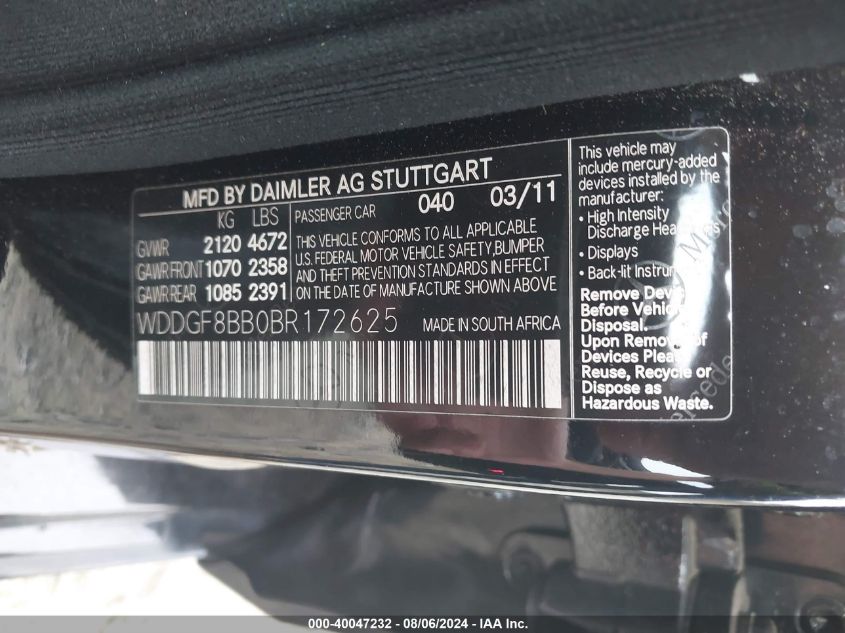 MFD BY DAIMLER AG STUTTGART
KG LBS
GVWR 2120 4672
GAWR FRONT 1070 2358
GAWR REAR 1085 2391
PASSENGER CAR 040 03/11
THIS VEHICLE CONFORMS TO ALL APPLICABLE
U.S. FEDERAL MOTOR VEHICLE SAFETY,BUMPER
AND THEFT PREVENTION STANDARDS IN EFFECT
ON THE DATE OF MANUFACTURE SHOWN ABOVE
WDDGF8BB0BR172625 MADE IN SOUTH AFRICA
This vehicle may
include mercury-added
devices installed by the
manufacturer:
• High Intensity
Discharge
• Displays
• Back-lit
Remove
Before
Disposal.
Upon
Devices
Reuse, Recycle or
Dispose as
Hazardous Waste.
000-40047232 - 08/06/2024 - IAA Inc.